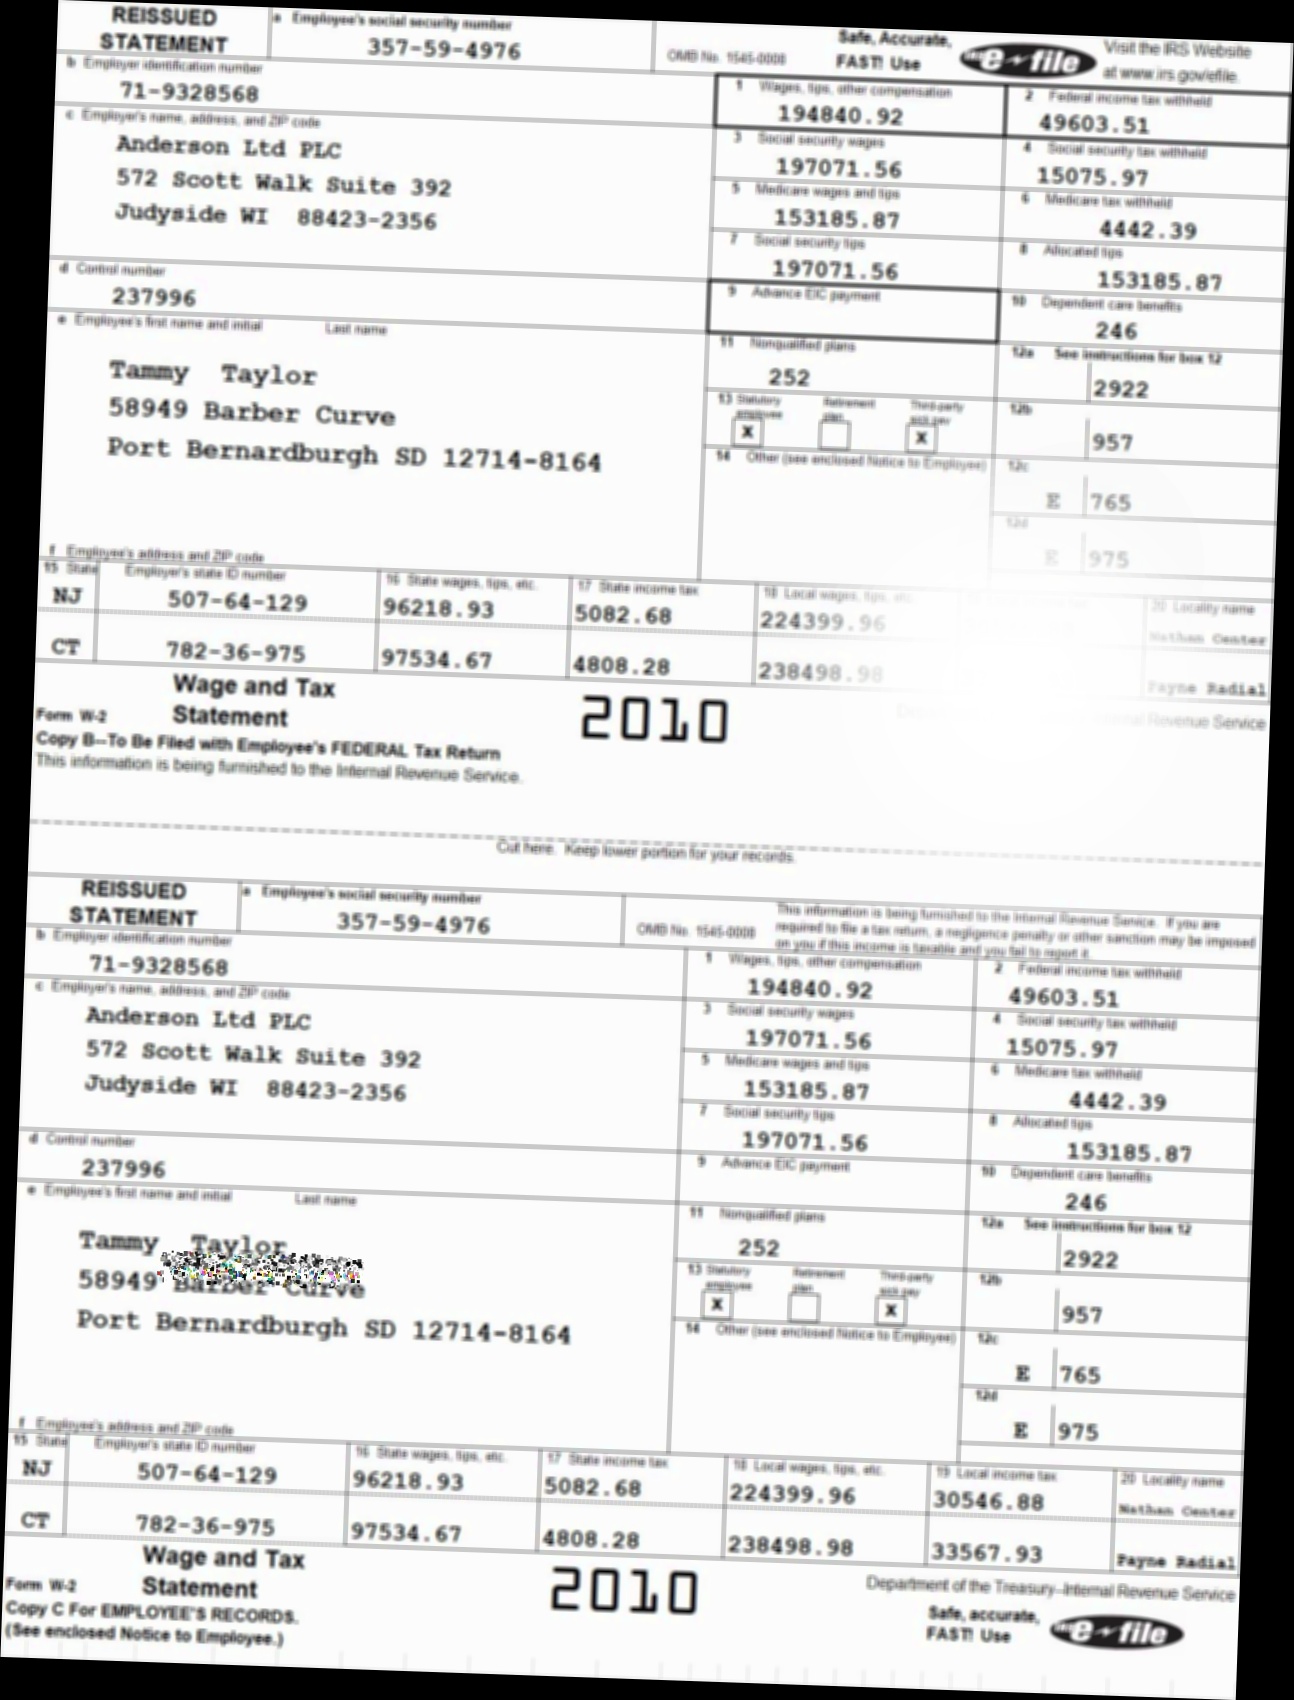 REISSUED STATEMENT
a Employee's social security number
357-59-4976
OMB No. 1545-0008
Safe, Accurate, FAST! Use
IRS e-file
Visit the IRS Website at www.irs.gov/efile.
b Employer identification number
71-9328568
1 Wages, tips, other compensation
194840.92
2 Federal income tax withheld
49603.51
c Employer's name, address, and ZIP code
Anderson Ltd PLC
572 Scott Walk Suite 392
Judyside WI 88423-2356
3 Social security wages
197071.56
4 Social security tax withheld
15075.97
5 Medicare wages and tips
153185.87
6 Medicare tax withheld
4442.39
7 Social security tips
197071.56
8 Allocated tips
153185.87
d Control number
237996
9 Advance EIC payment
10 Dependent care benefits
246
e Employee's first name and initial Last name
Tammy Taylor
58949 Barber Curve
Port Bernardburgh SD 12714-8164
11 Nonqualified plans
252
12a See instructions for box 12
2922
13 Statutory employee Retirement plan Third-party sick pay
X X
12b
957
14 Other (see enclosed Notice to Employee)
12c
E 765
12d
E 975
f Employee's address and ZIP code
15 State Employer's state ID number 16 State wages, tips, etc. 17 State income tax 18 Local wages, tips, etc. 20 Locality name
NJ 507-64-129 96218.93 5082.68 224399.96 Nathan Center
CT 782-36-975 97534.67 4808.28 238498.98 Payne Radial
Form W-2 Wage and Tax Statement 2010
Internal Revenue Service
Copy B--To Be Filed with Employee's FEDERAL Tax Return
This information is being furnished to the Internal Revenue Service.
Cut here. Keep lower portion for your records.
REISSUED STATEMENT
a Employee's social security number
357-59-4976
OMB No. 1545-0008
This information is being furnished to the Internal Revenue Service. If you are
required to file a tax return, a negligence penalty or other sanction may be imposed
on you if this income is taxable and you fail to report it.
b Employer identification number
71-9328568
1 Wages, tips, other compensation
194840.92
2 Federal income tax withheld
49603.51
c Employer's name, address, and ZIP code
Anderson Ltd PLC
572 Scott Walk Suite 392
Judyside WI 88423-2356
3 Social security wages
197071.56
4 Social security tax withheld
15075.97
5 Medicare wages and tips
153185.87
6 Medicare tax withheld
4442.39
7 Social security tips
197071.56
8 Allocated tips
153185.87
d Control number
237996
9 Advance EIC payment
10 Dependent care benefits
246
e Employee's first name and initial Last name
Tammy Taylor
58949 Barber Curve
Port Bernardburgh SD 12714-8164
11 Nonqualified plans
252
12a See instructions for box 12
2922
13 Statutory employee Retirement plan Third-party sick pay
X X
12b
957
14 Other (see enclosed Notice to Employee)
12c
E 765
12d
E 975
f Employee's address and ZIP code
15 State Employer's state ID number 16 State wages, tips, etc. 17 State income tax 18 Local wages, tips, etc. 19 Local income tax 20 Locality name
NJ 507-64-129 96218.93 5082.68 224399.96 30546.88 Nathan Center
CT 782-36-975 97534.67 4808.28 238498.98 33567.93 Payne Radial
Form W-2 Wage and Tax Statement 2010
Department of the Treasury--Internal Revenue Service
Copy C For EMPLOYEE'S RECORDS.
(See enclosed Notice to Employee.)
Safe, accurate, FAST! Use
IRS e-file